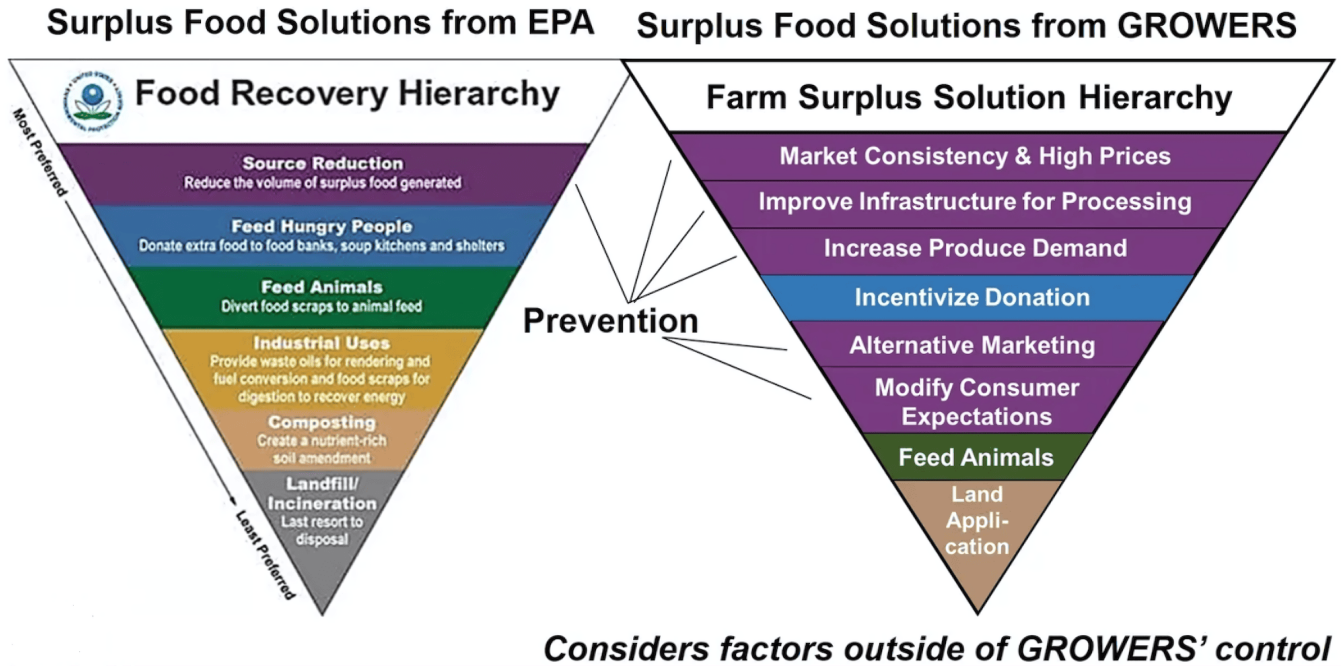 Surplus Food Solutions from EPA
Food Recovery Hierarchy
Most Preferred
Source Reduction
Reduce the volume of surplus food generated
Feed Hungry People
Donate extra food to food banks, soup kitchens and shelters
Feed Animals
Divert food scraps to animal feed
Industrial Uses
Provide waste oils for rendering and
fuel conversion and food scraps for
digestion to recover energy
Composting
Create a nutrient-rich
soil amendment
Landfill/
Incineration
Last resort to
disposal
Least Preferred
Prevention
Surplus Food Solutions from GROWERS
Farm Surplus Solution Hierarchy
Market Consistency & High Prices
Improve Infrastructure for Processing
Increase Produce Demand
Incentivize Donation
Alternative Marketing
Modify Consumer
Expectations
Feed Animals
Land
Appli-
cation
Considers factors outside of GROWERS’ control